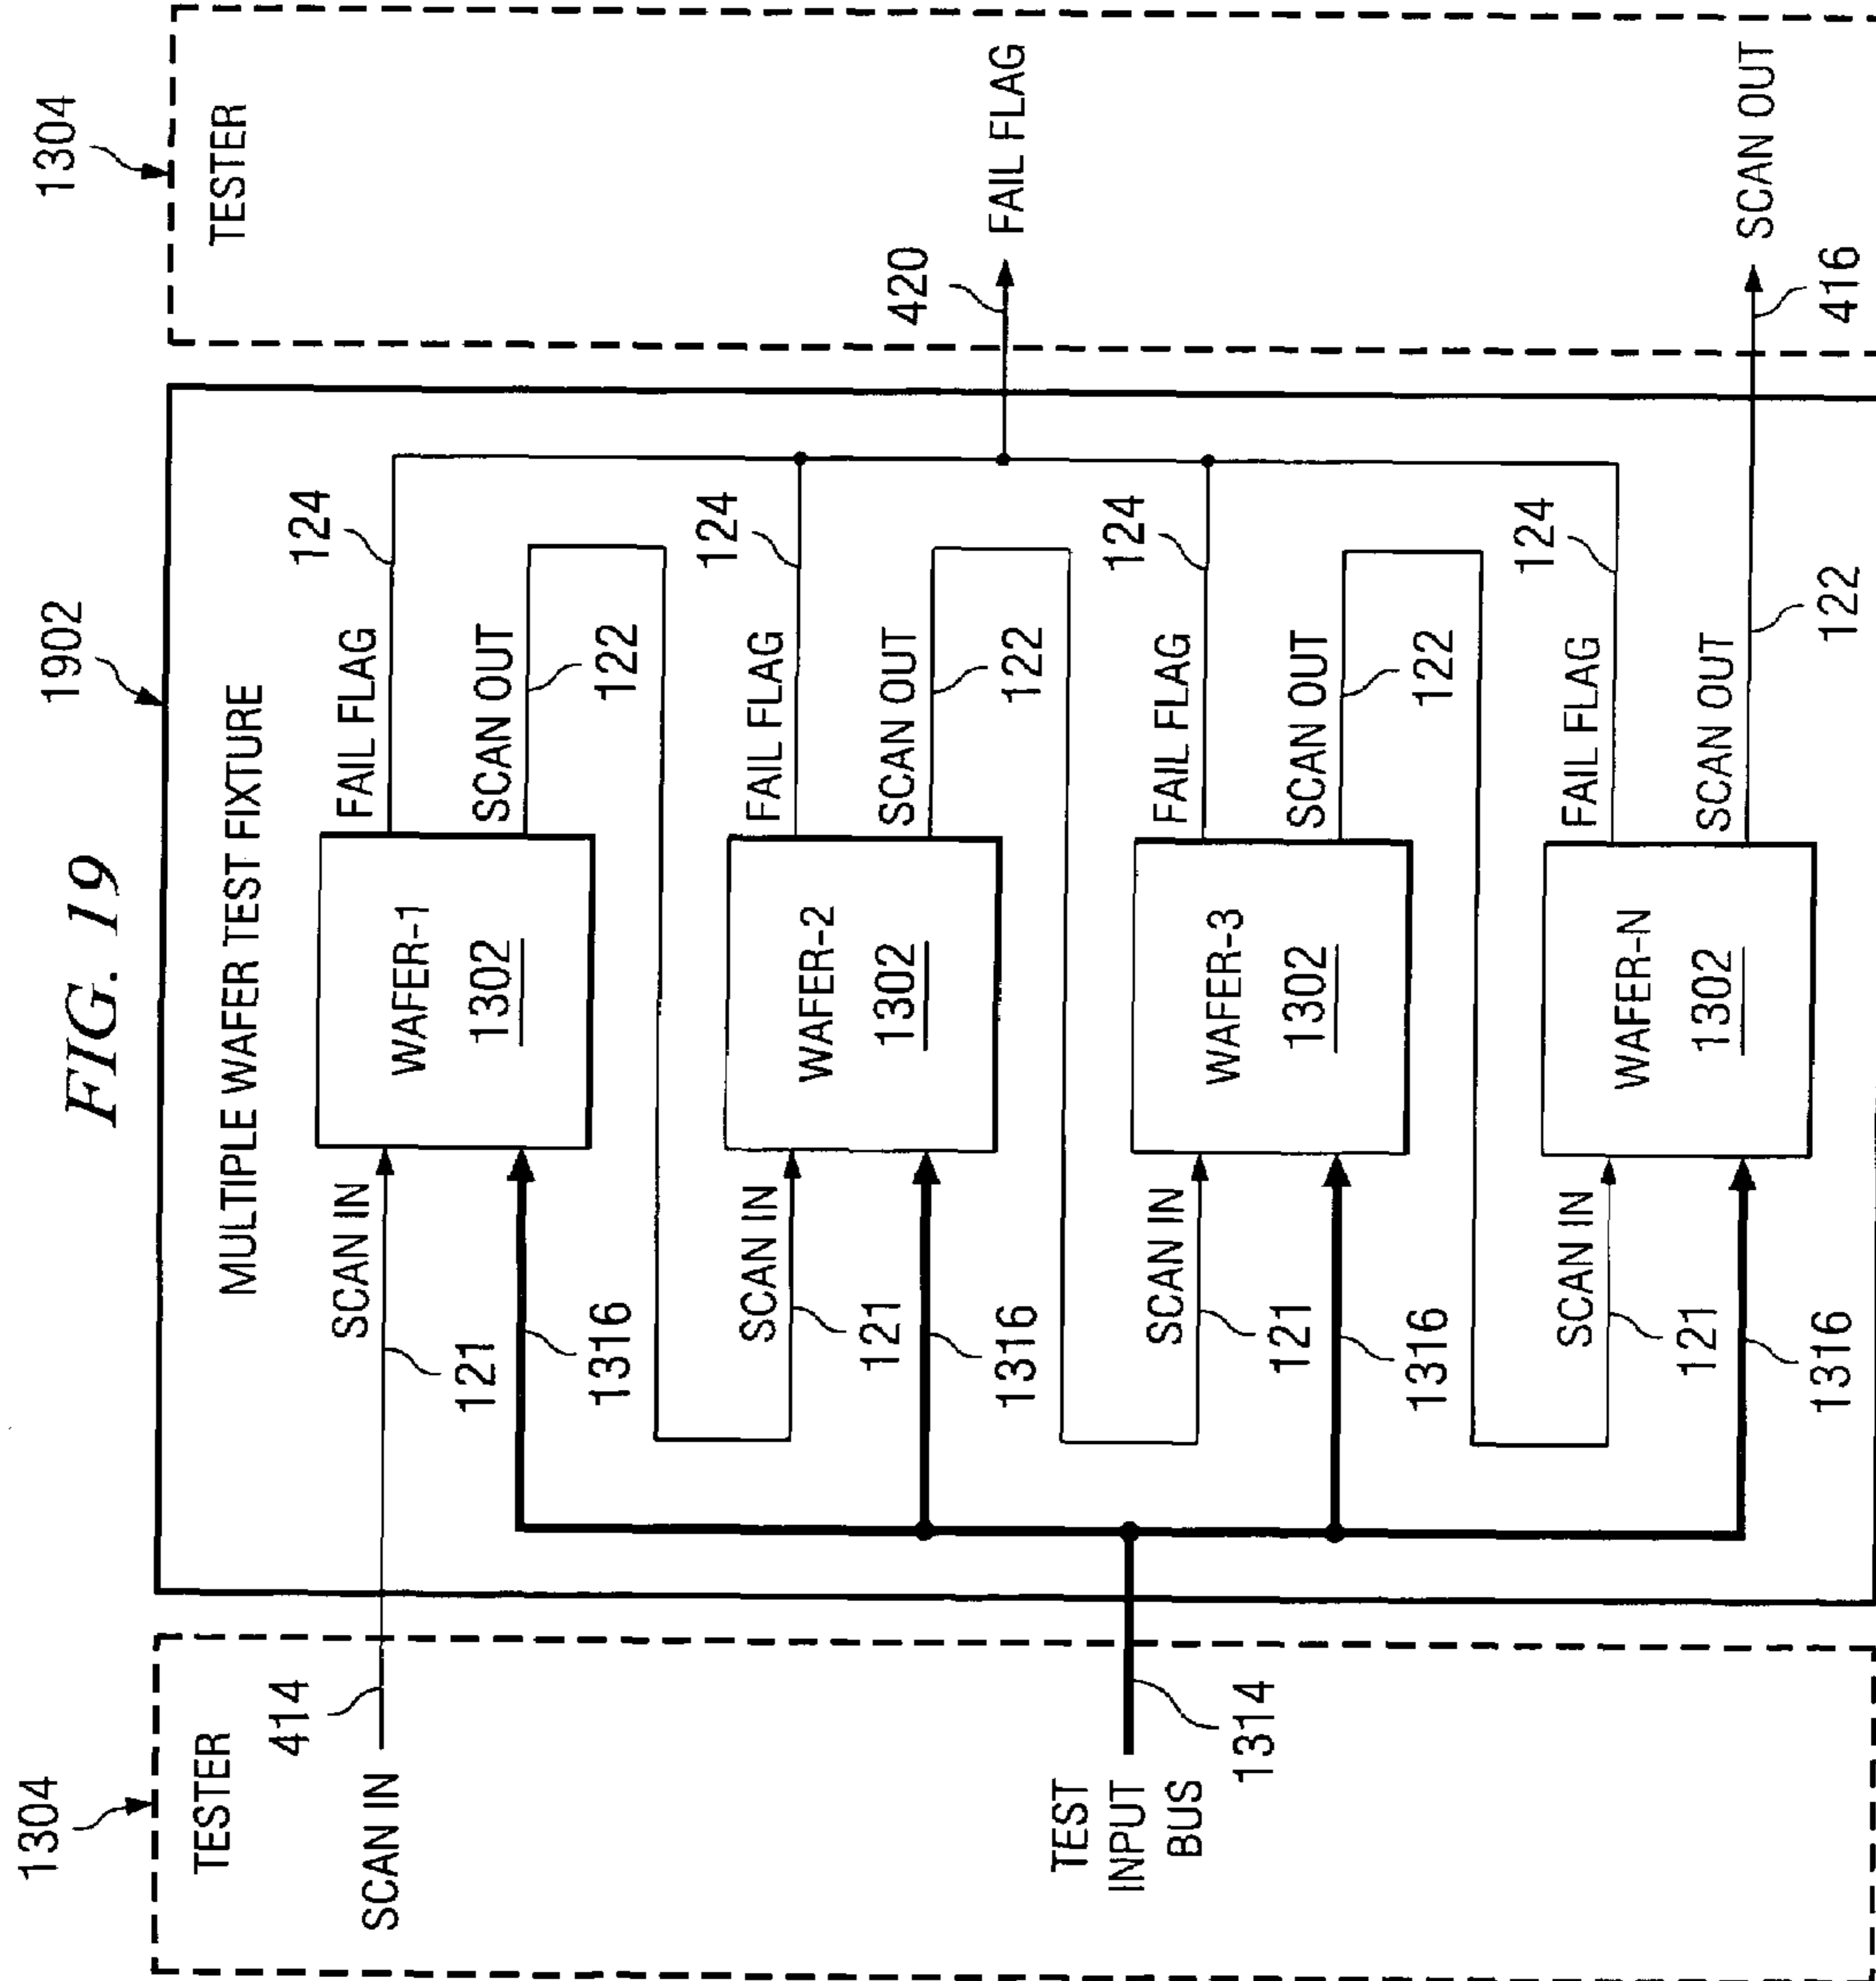 FIG. 19
1304
TESTER
SCAN IN
414
TEST
INPUT
BUS
1314
1902
MULTIPLE WAFER TEST FIXTURE
SCAN IN
121
1316
WAFER-1
1302
FAIL FLAG
124
SCAN OUT
122
SCAN IN
121
1316
WAFER-2
1302
FAIL FLAG
124
SCAN OUT
122
SCAN IN
121
1316
WAFER-3
1302
FAIL FLAG
124
SCAN OUT
122
SCAN IN
121
1316
WAFER-N
1302
FAIL FLAG
124
SCAN OUT
122
1304
TESTER
420
FAIL FLAG
SCAN OUT
416